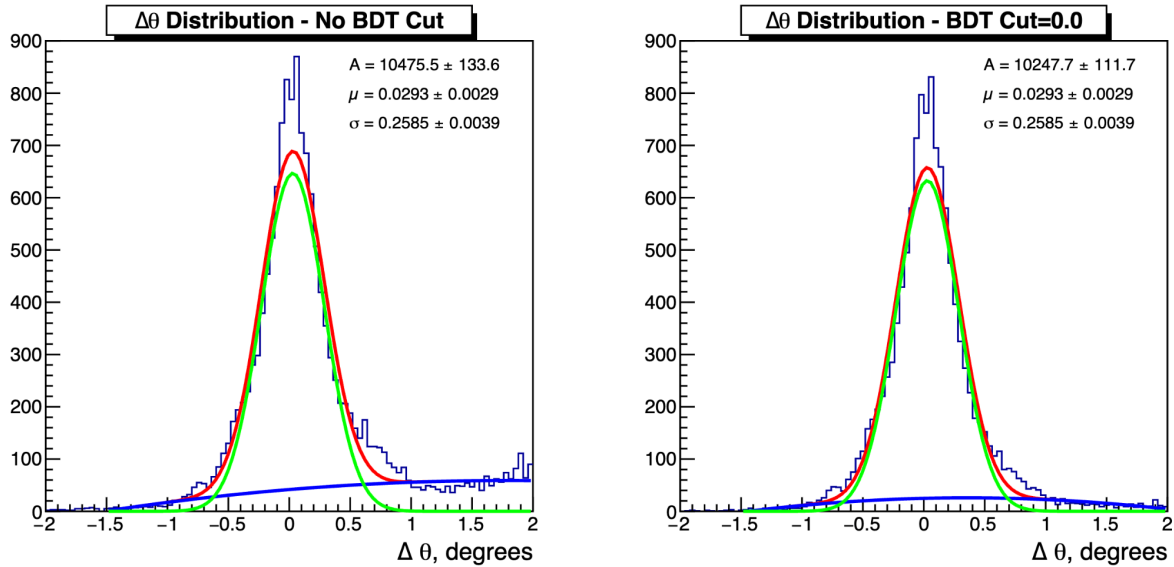 Δθ Distribution - No BDT Cut
A = 10475.5 ± 133.6
μ = 0.0293 ± 0.0029
σ = 0.2585 ± 0.0039
900
800
700
600
500
400
300
200
100
0
−2 −1.5 −1 −0.5 0 0.5 1 1.5 2
Δ θ, degrees
Δθ Distribution - BDT Cut=0.0
A = 10247.7 ± 111.7
μ = 0.0293 ± 0.0029
σ = 0.2585 ± 0.0039
900
800
700
600
500
400
300
200
100
0
−2 −1.5 −1 −0.5 0 0.5 1 1.5 2
Δ θ, degrees